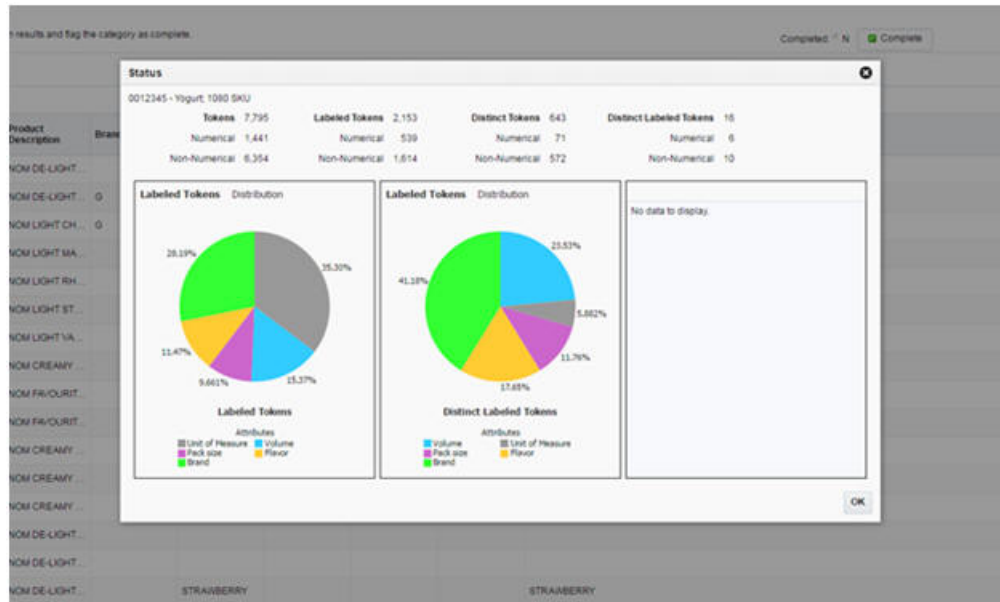 results and flag the category as complete.
Completed * N Complete
Status
0012345 - Yogurt; 1080 SKU
Tokens 7,795 Labeled Tokens 2,153 Distinct Tokens 643 Distinct Labeled Tokens 16
Numerical 1,441 Numerical 539 Numerical 71 Numerical 6
Non-Numerical 6,354 Non-Numerical 1,614 Non-Numerical 572 Non-Numerical 10
Product
Description
Brand
NOM DE-LIGHT...
NOM DE-LIGHT... G
NOM LIGHT CH... G
NOM LIGHT MA...
NOM LIGHT RH...
NOM LIGHT ST...
NOM LIGHT VA...
NOM CREAMY ...
NOM FAVOURIT...
NOM FAVOURIT...
NOM CREAMY ...
NOM CREAMY ...
NOM CREAMY ...
NOM DE-LIGHT...
NOM DE-LIGHT...
NOM DE-LIGHT... STRAWBERRY STRAWBERRY
Labeled Tokens Distribution
28.19%
35.30%
11.47%
9.661%
15.37%
Labeled Tokens
Attributes
Unit of Measure Volume
Pack size Flavor
Brand
Labeled Tokens Distribution
23.53%
41.18%
5.882%
11.76%
17.65%
Distinct Labeled Tokens
Attributes
Volume Unit of Measure
Pack size Flavor
Brand
No data to display.
OK